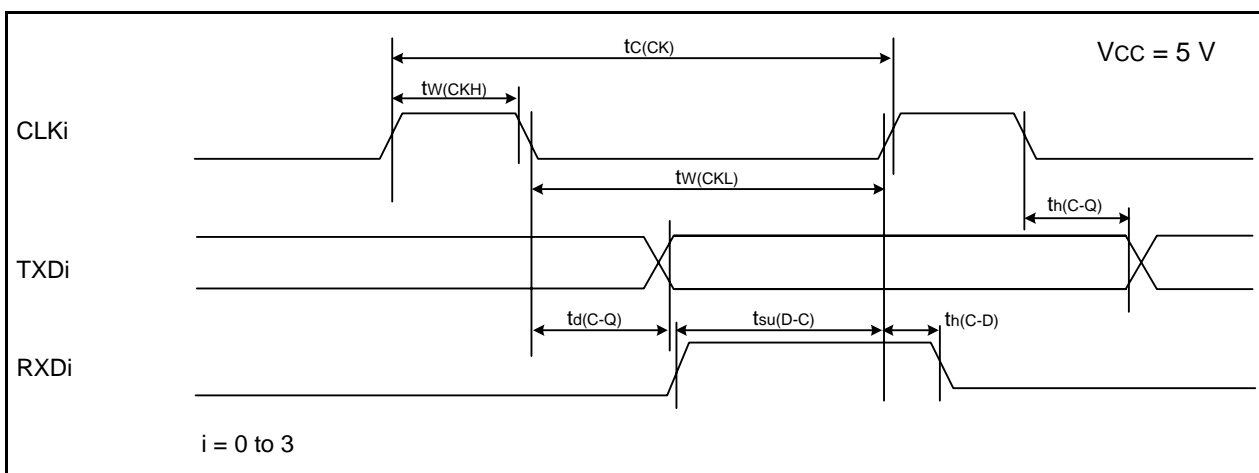 tC(CK)
VCC = 5 V
tW(CKH)
CLKi
tW(CKL)
th(C-Q)
TXDi
td(C-Q)
tsu(D-C)
th(C-D)
RXDi
i = 0 to 3